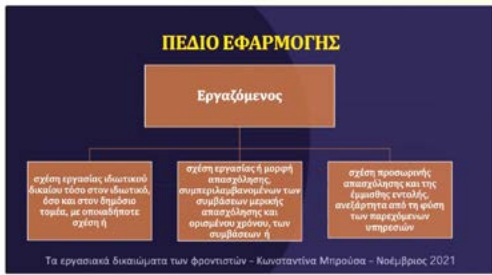 ΠΕΔΙΟ ΕΦΑΡΜΟΓΗΣ
Εργαζόμενος
σχέση εργασίας ιδιωτικού
δικαίου τόσο στον ιδιωτικό,
όσο και στον δημόσιο
τομέα, με οποιαδήποτε
σχέση ή
σχέση εργασίας ή μορφή
απασχόλησης,
συμπεριλαμβανομένων των
συμβάσεων μερικής
απασχόλησης και
ορισμένου χρόνου, των
συμβάσεων ή
σχέση προσωρινής
απασχόλησης και της
έμμισθης εντολής,
ανεξάρτητα από τη φύση
των παρεχόμενων
υπηρεσιών
Τα εργασιακά δικαιώματα των φροντιστών – Κωνσταντίνα Μπρούσα – Νοέμβριος 2021